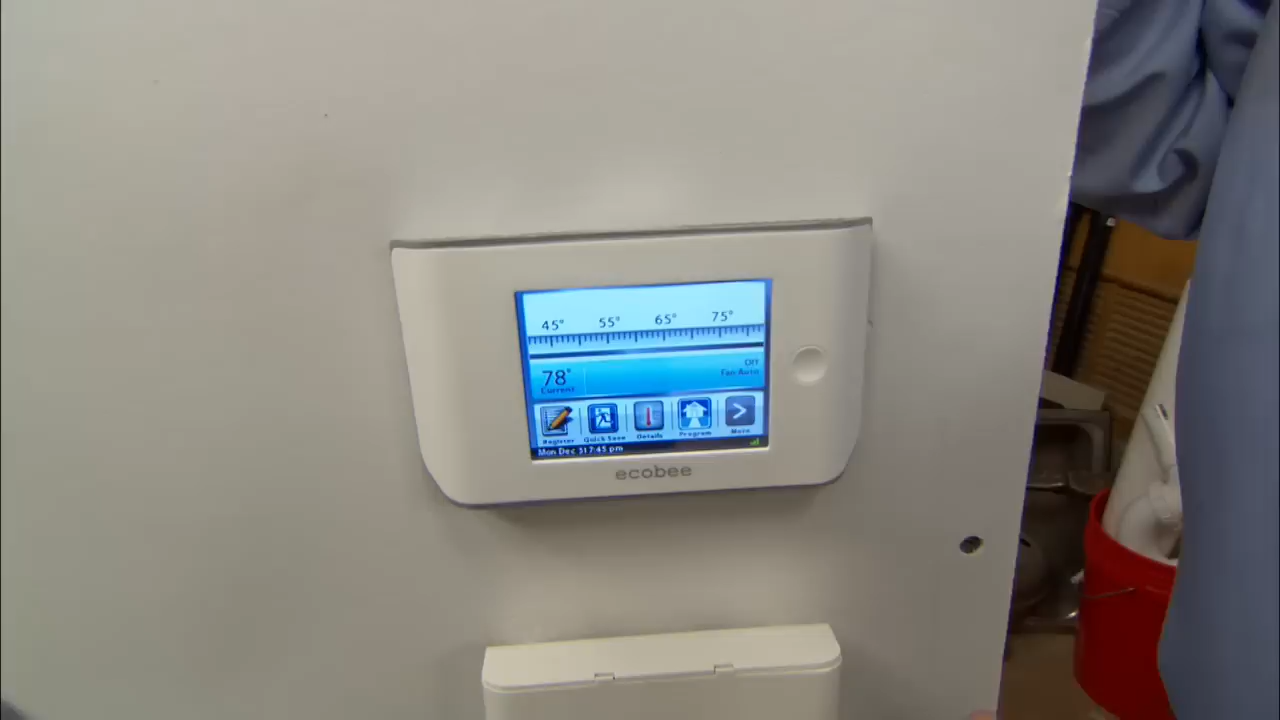 45° 55° 65° 75°
78°
Current
Off
Fan Auto
Register Quick Save Details Program More
Mon Dec 31 7:45 pm
ecobee